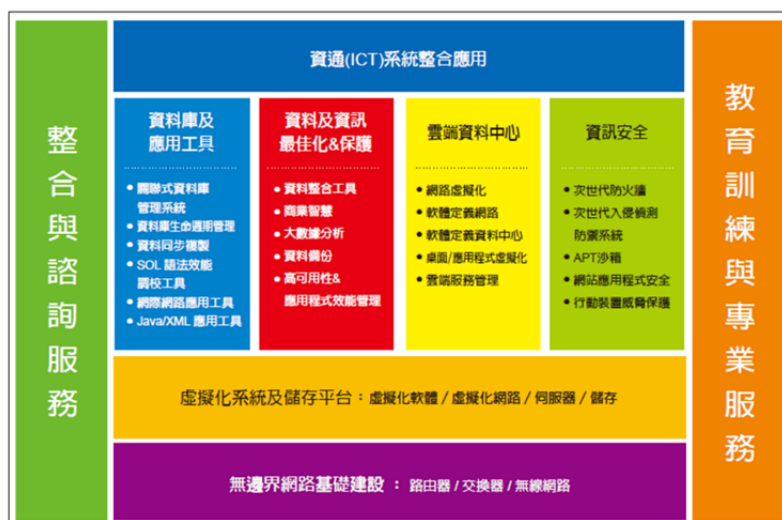 整合與諮詢服務
資通(ICT)系統整合應用
資料庫及
應用工具
• 關聯式資料庫
管理系統
• 資料庫生命週期管理
• 資料同步複製
• SQL 語法效能
調校工具
• 網際網路應用工具
• Java/XML 應用工具
資料及資訊
最佳化&保護
• 資料整合工具
• 商業智慧
• 大數據分析
• 資料備份
• 高可用性&
應用程式效能管理
雲端資料中心
• 網路虛擬化
• 軟體定義網路
• 軟體定義資料中心
• 桌面/應用程式虛擬化
• 雲端服務管理
資訊安全
• 次世代防火牆
• 次世代入侵偵測
防禦系統
• APT沙箱
• 網站應用程式安全
• 行動裝置威脅保護
虛擬化系統及儲存平台：虛擬化軟體 / 虛擬化網路 / 伺服器 / 儲存
無邊界網路基礎建設 ： 路由器 / 交換器 / 無線網路
教育訓練與專業服務